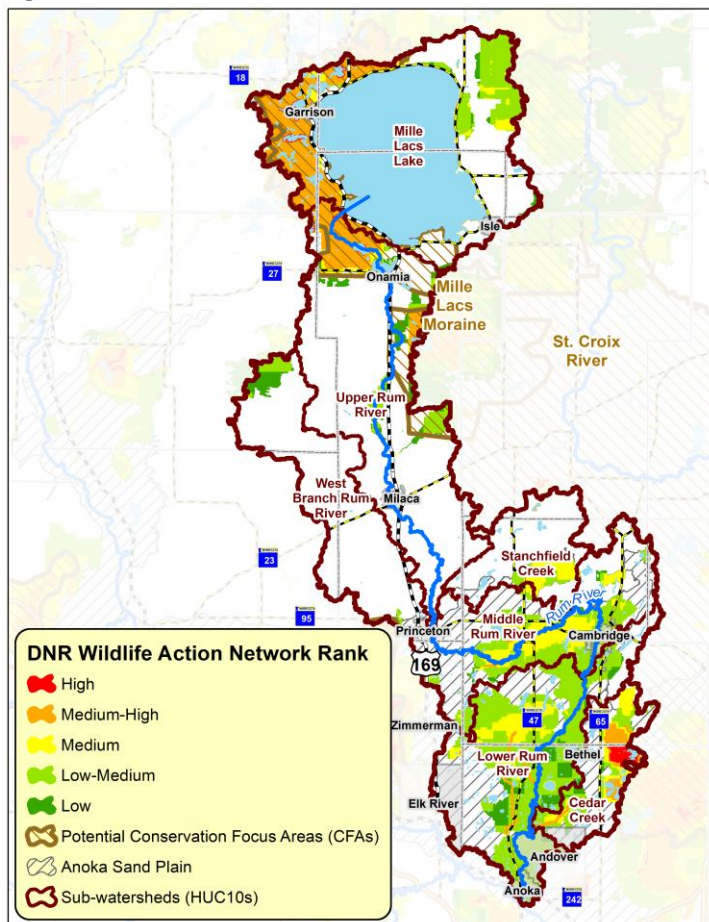 18
Garrison
Mille
Lacs
Lake
Isle
27
Onamia
Mille
Lacs
Moraine
St. Croix
River
Upper Rum
River
West
Branch Rum
River
Milaca
23
Stanchfield
Creek
95
Rum River
Middle
Rum River
Princeton
Cambridge
169
Zimmerman
47
65
Lower Rum
River
Bethel
Elk River
Cedar
Creek
Andover
Anoka
242
DNR Wildlife Action Network Rank
High
Medium-High
Medium
Low-Medium
Low
Potential Conservation Focus Areas (CFAs)
Anoka Sand Plain
Sub-watersheds (HUC10s)